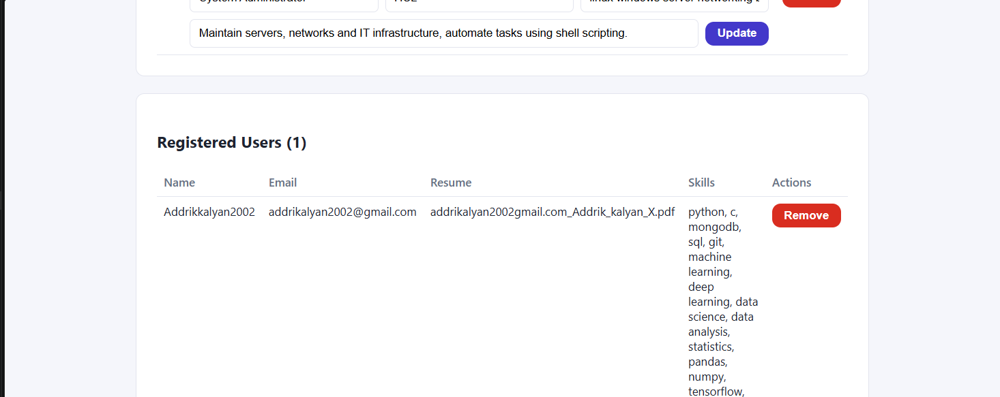 System Administrator HCL linux windows server networking
Maintain servers, networks and IT infrastructure, automate tasks using shell scripting. Update
Registered Users (1)
Name Email Resume Skills Actions
Addrikkalyan2002 addrikalyan2002@gmail.com addrikalyan2002gmail.com_Addrik_kalyan_X.pdf python, c, Remove
mongodb,
sql, git,
machine
learning,
deep
learning, data
science, data
analysis,
statistics,
pandas,
numpy,
tensorflow,